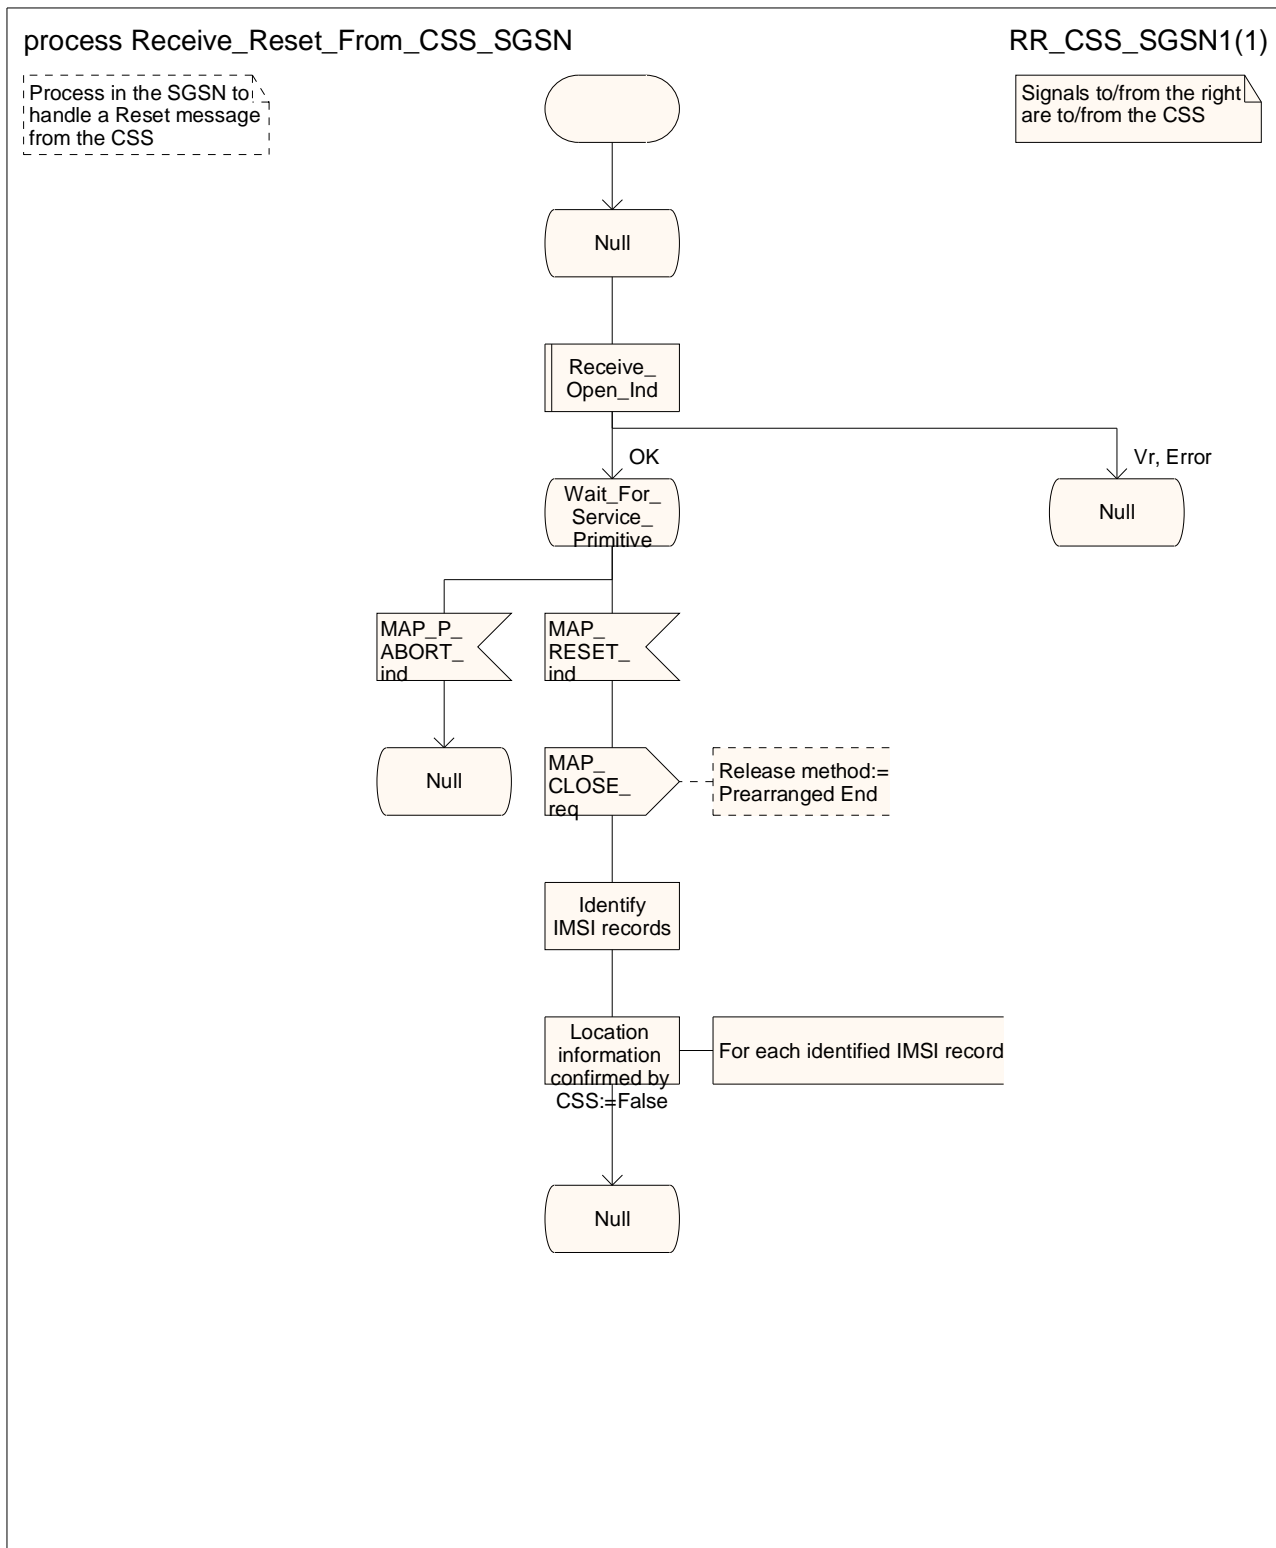 process Receive_Reset_From_CSS_SGSN
RR_CSS_SGSN1(1)
Process in the SGSN to
handle a Reset message
from the CSS
Signals to/from the right
are to/from the CSS
Null
Receive_
Open_Ind
OK
Vr, Error
Wait_For_
Service_
Primitive
Null
MAP_P_
ABORT_
ind
MAP_
RESET_
ind
Null
MAP_
CLOSE_
req
Release method:=
Prearranged End
Identify
IMSI records
Location
information
confirmed by
CSS:=False
For each identified IMSI record
Null